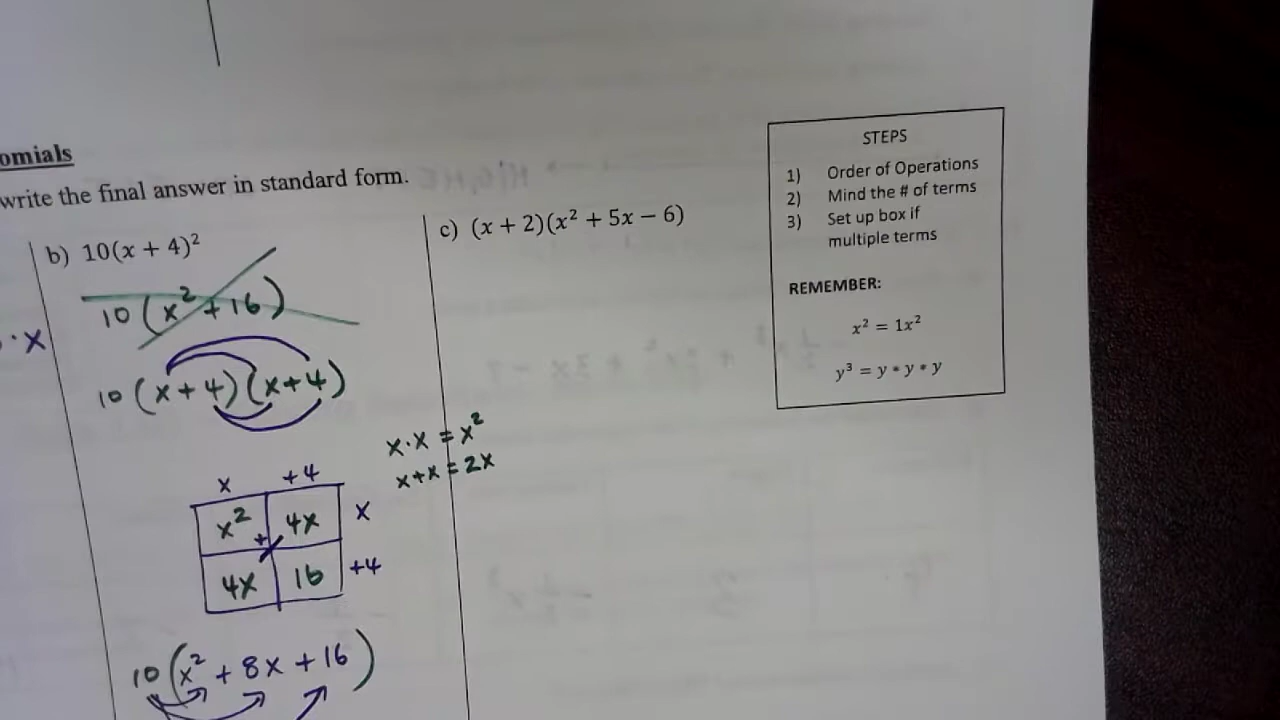 omials
write the final answer in standard form.
b) 10(x + 4)²
10 (x² + 16)
· x
10 (x + 4)(x + 4)
x +4
x² + 4x x
4x 16 +4
10 (x² + 8x + 16)
x · x = x²
x + x = 2x
c) (x + 2)(x² + 5x − 6)
STEPS
1) Order of Operations
2) Mind the # of terms
3) Set up box if
multiple terms
REMEMBER:
x² = 1x²
y³ = y * y * y